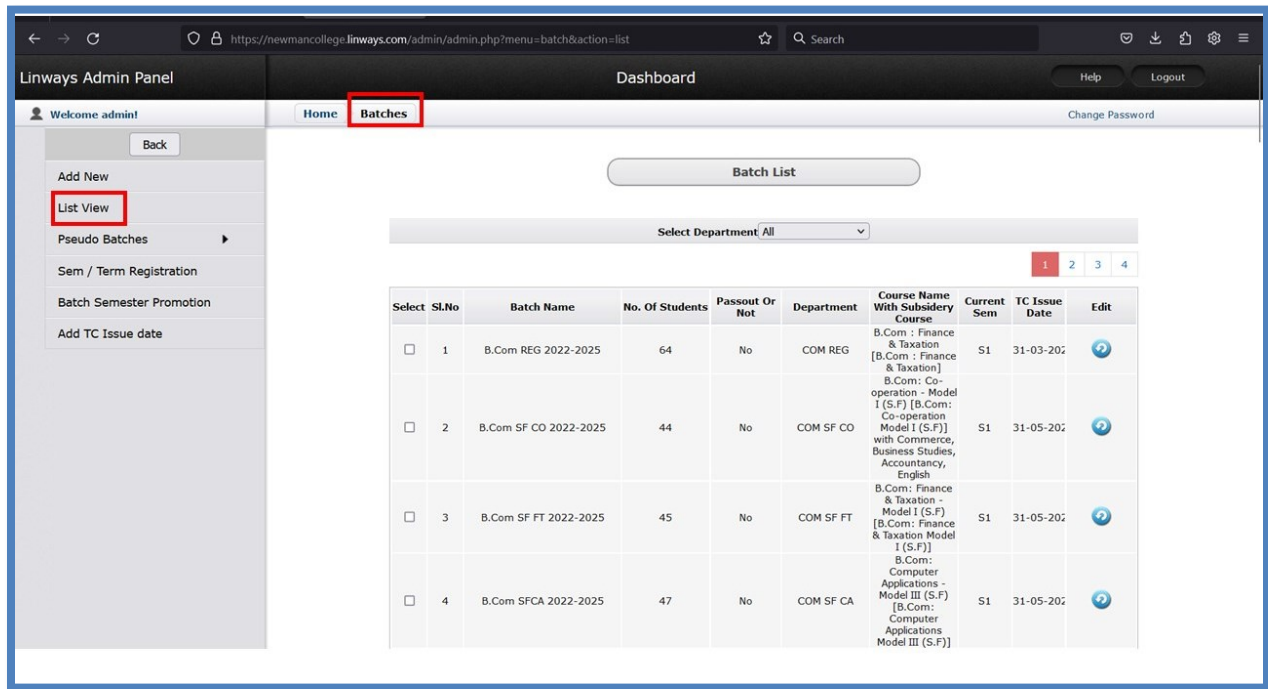 https://newmancollege.linways.com/admin/admin.php?menu=batch&action=list
Search
Linways Admin Panel
Dashboard
Help
Logout
Welcome admin!
Home
Batches
Change Password
Back
Add New
List View
Pseudo Batches
Sem / Term Registration
Batch Semester Promotion
Add TC Issue date
Batch List
Select Department All
1 2 3 4
Select Sl.No Batch Name No. Of Students Passout Or Not Department Course Name With Subsidery Course Current Sem TC Issue Date Edit
1 B.Com REG 2022-2025 64 No COM REG
B.Com : Finance
& Taxation
[B.Com : Finance
& Taxation]
S1 31-03-202
2 B.Com SF CO 2022-2025 44 No COM SF CO
B.Com: Co-
operation - Model
I (S.F) [B.Com:
Co-operation
Model I (S.F)]
with Commerce,
Business Studies,
Accountancy,
English
S1 31-05-202
3 B.Com SF FT 2022-2025 45 No COM SF FT
B.Com: Finance
& Taxation -
Model I (S.F)
[B.Com: Finance
& Taxation Model
I (S.F)]
S1 31-05-202
4 B.Com SFCA 2022-2025 47 No COM SF CA
B.Com:
Computer
Applications -
Model III (S.F)
[B.Com:
Computer
Applications
Model III (S.F)]
S1 31-05-202